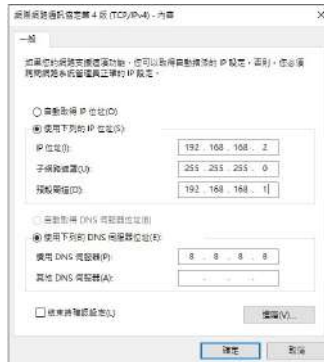 網際網路通訊協定第 4 版 (TCP/IPv4) - 內容
一般
如果您的網路支援這項功能，您可以取得自動指派的 IP 設定。否則，您必須
詢問網路系統管理員正確的 IP 設定。
自動取得 IP 位址(O)
使用下列的 IP 位址(S):
IP 位址(I): 192 . 168 . 168 . 2
子網路遮罩(U): 255 . 255 . 255 . 0
預設閘道(D): 192 . 168 . 168 . 1
自動取得 DNS 伺服器位址(B)
使用下列的 DNS 伺服器位址(E):
慣用 DNS 伺服器(P): 8 . 8 . 8 . 8
其他 DNS 伺服器(A): . . .
結束時確認設定(L)
進階(V)...
確定 取消